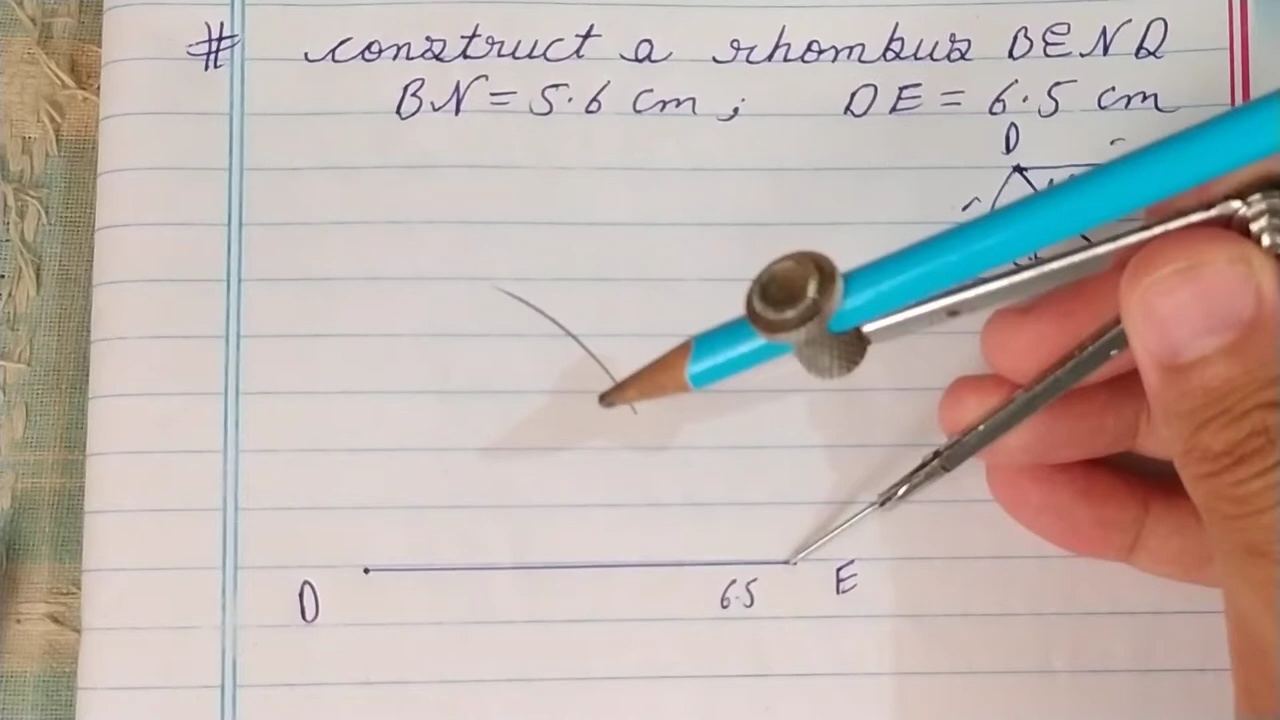 # construct a rhombus BEND
BN = 5.6 cm ; DE = 6.5 cm
D
D
6.5
E